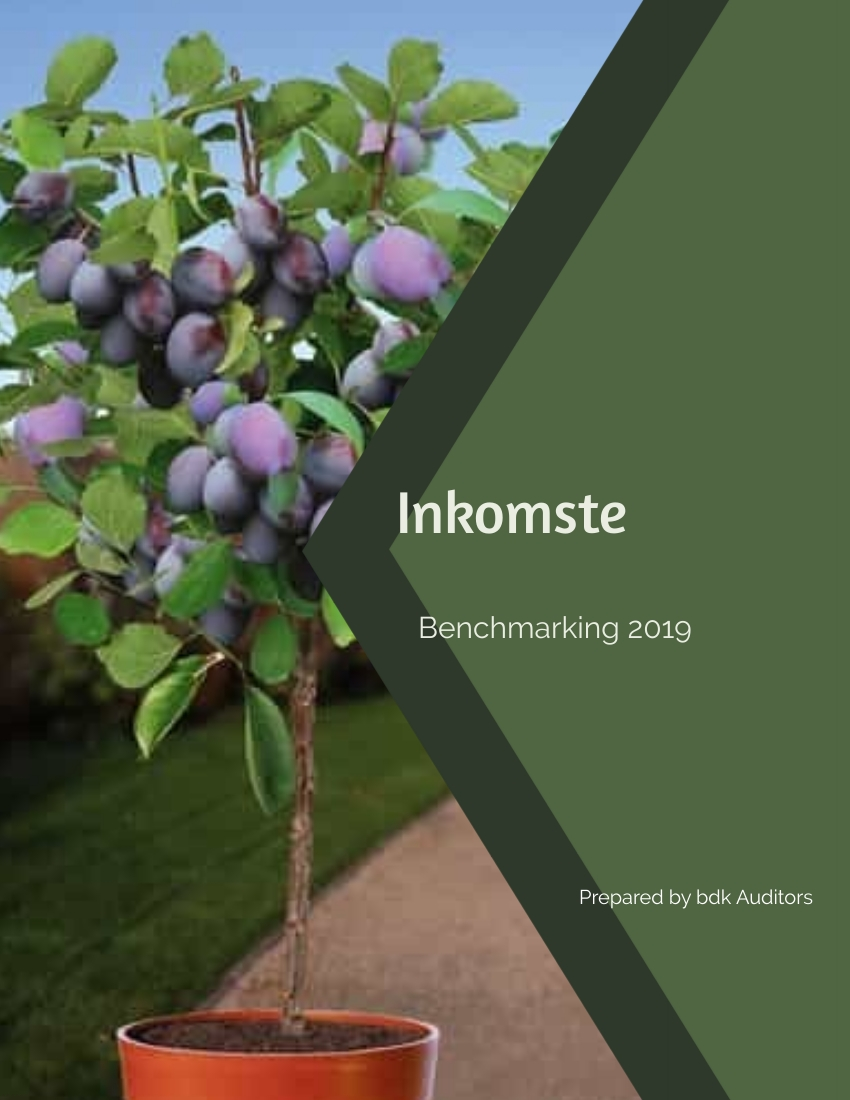 Inkomste
Benchmarking 2019
Prepared by bdk Auditors